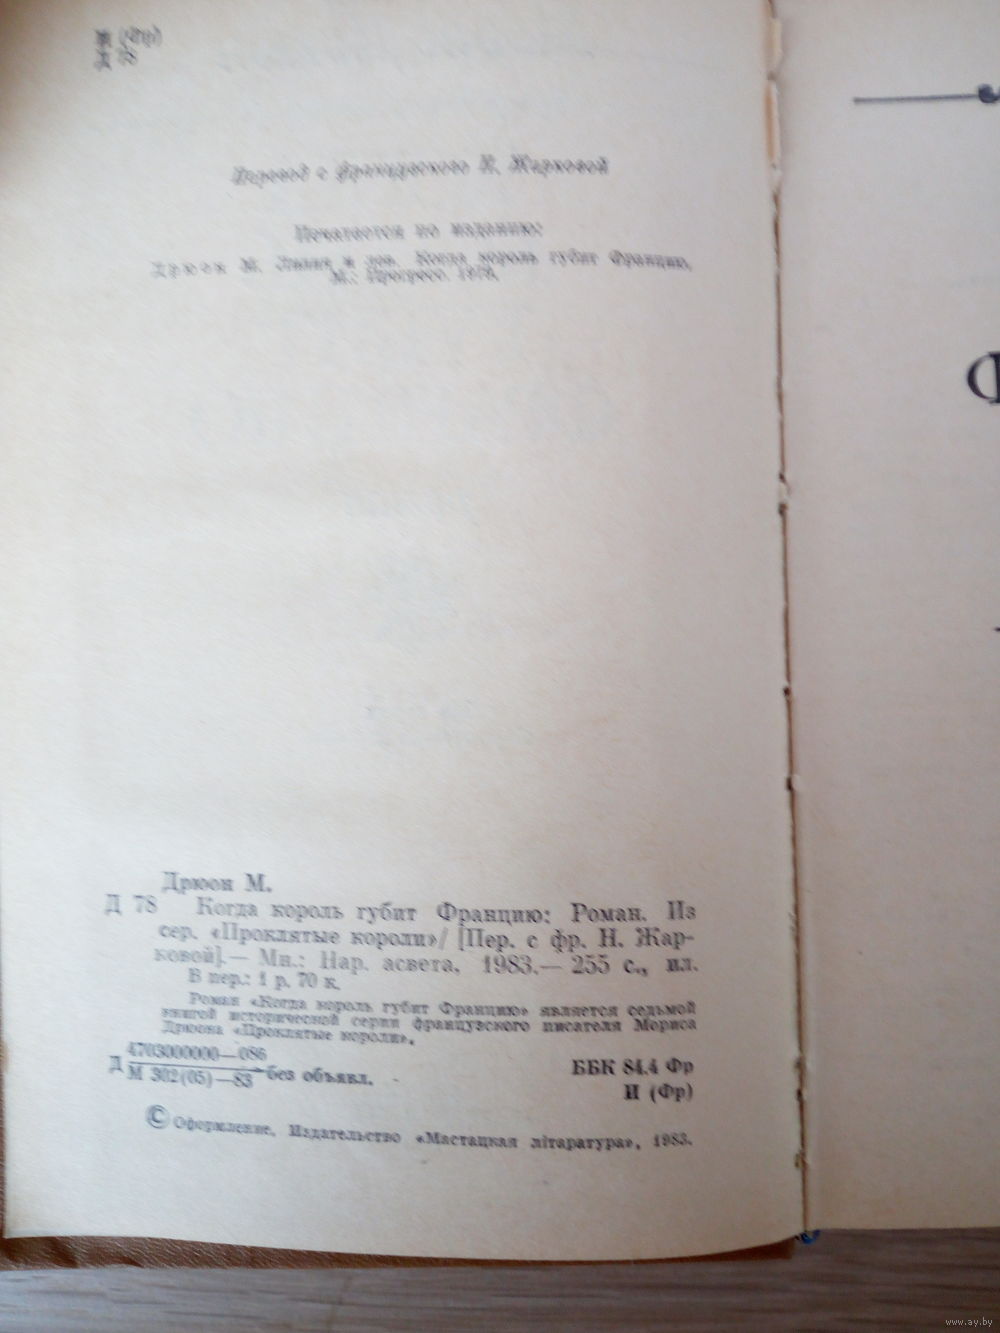 И (Фр)
Д 78
Перевод с французского Н. Жарковой
Печатается по изданию:
Дрюон М. Лилия и лев. Когда король губит Францию.
М.: Прогресс.
Дрюон М.
Д 78 Когда король губит Францию: Роман. Из
сер. «Проклятые короли»/ [Пер. с фр. Н. Жар-
ковой].— Мн.: Нар. асвета, 1983.— 255 с., ил.
В пер.: 1 р. 70 к.
Роман «Когда король губит Францию» является седьмой
книгой исторической серии французского писателя Мориса
Дрюона «Проклятые короли».
Д 4703000000—086
М 302(05)—83 без объявл.
ББК 84.4 Фр
И (Фр)
© Оформление. Издательство «Мастацкая літаратура», 1983.
Ф
www.ay.by